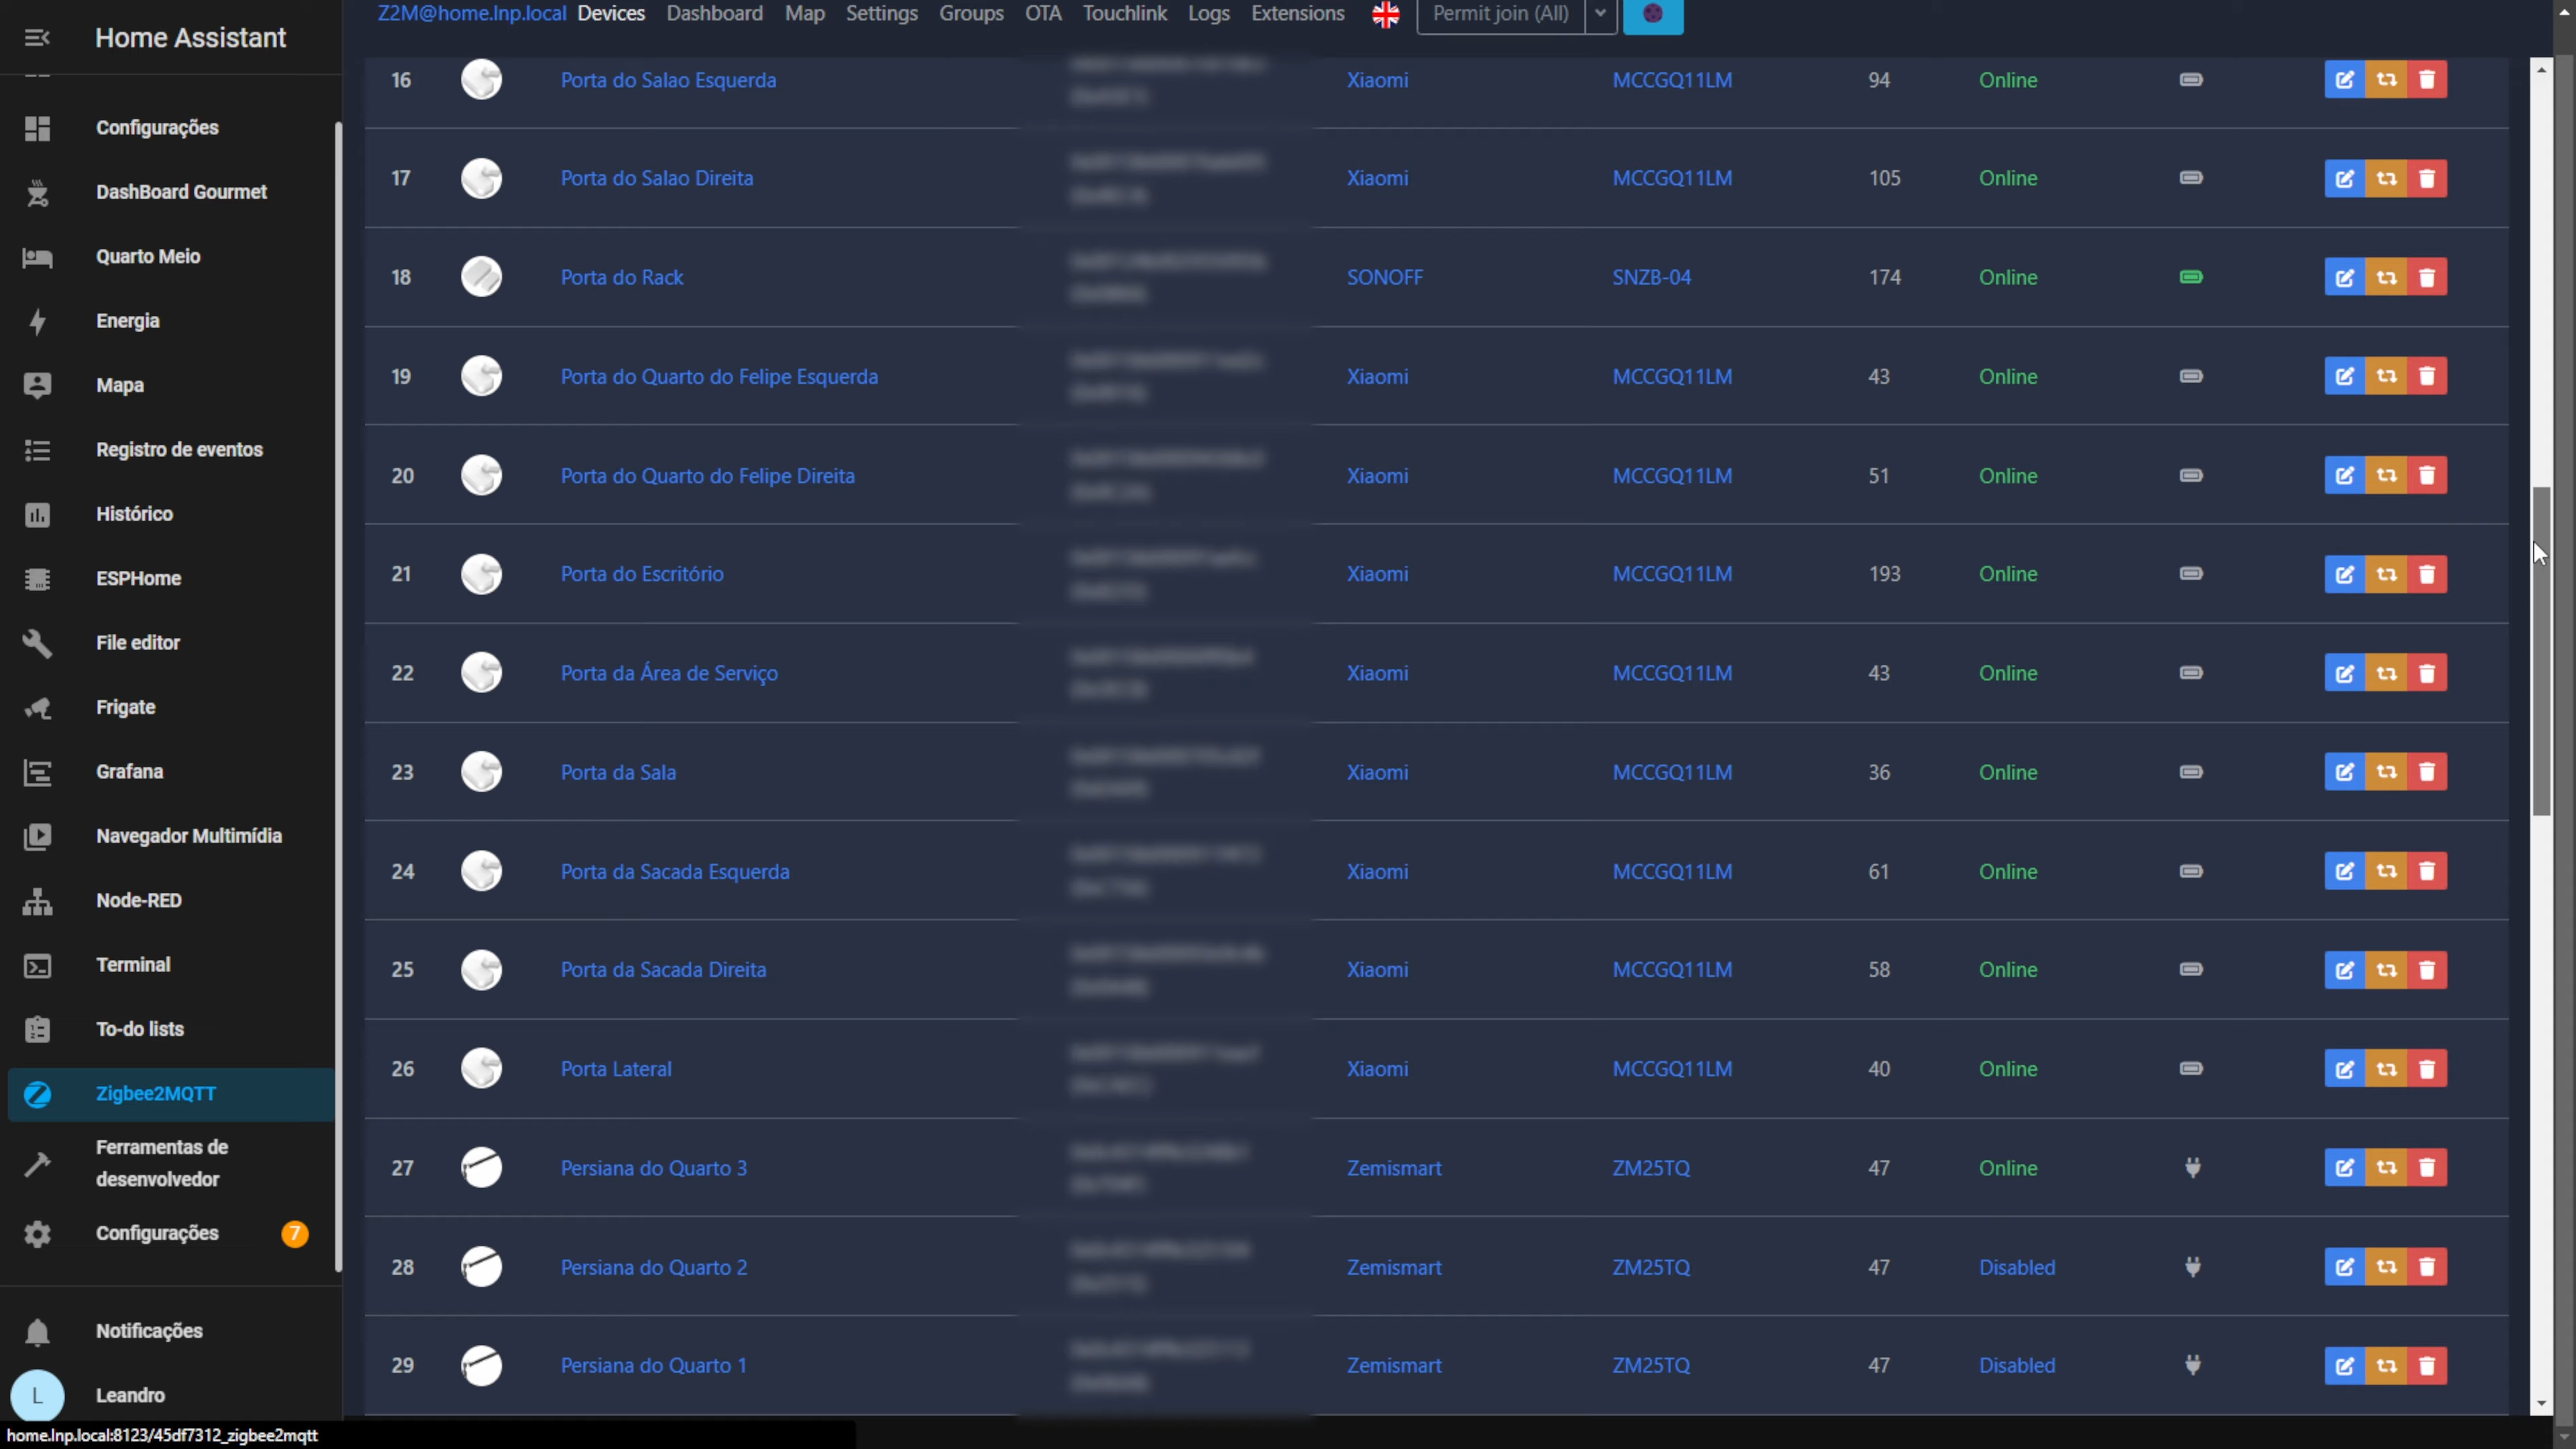 Home Assistant
Configurações
DashBoard Gourmet
Quarto Meio
Energia
Mapa
Registro de eventos
Histórico
ESPHome
File editor
Frigate
Grafana
Navegador Multimídia
Node-RED
Terminal
To-do lists
Zigbee2MQTT
Ferramentas de
desenvolvedor
Configurações 7
Notificações
L Leandro
home.lnp.local:8123/45df7312_zigbee2mqtt
Z2M@home.lnp.local Devices Dashboard Map Settings Groups OTA Touchlink Logs Extensions Permit join (All)
16 Porta do Salao Esquerda Xiaomi MCCGQ11LM 94 Online
17 Porta do Salao Direita Xiaomi MCCGQ11LM 105 Online
18 Porta do Rack SONOFF SNZB-04 174 Online
19 Porta do Quarto do Felipe Esquerda Xiaomi MCCGQ11LM 43 Online
20 Porta do Quarto do Felipe Direita Xiaomi MCCGQ11LM 51 Online
21 Porta do Escritório Xiaomi MCCGQ11LM 193 Online
22 Porta da Área de Serviço Xiaomi MCCGQ11LM 43 Online
23 Porta da Sala Xiaomi MCCGQ11LM 36 Online
24 Porta da Sacada Esquerda Xiaomi MCCGQ11LM 61 Online
25 Porta da Sacada Direita Xiaomi MCCGQ11LM 58 Online
26 Porta Lateral Xiaomi MCCGQ11LM 40 Online
27 Persiana do Quarto 3 Zemismart ZM25TQ 47 Online
28 Persiana do Quarto 2 Zemismart ZM25TQ 47 Disabled
29 Persiana do Quarto 1 Zemismart ZM25TQ 47 Disabled